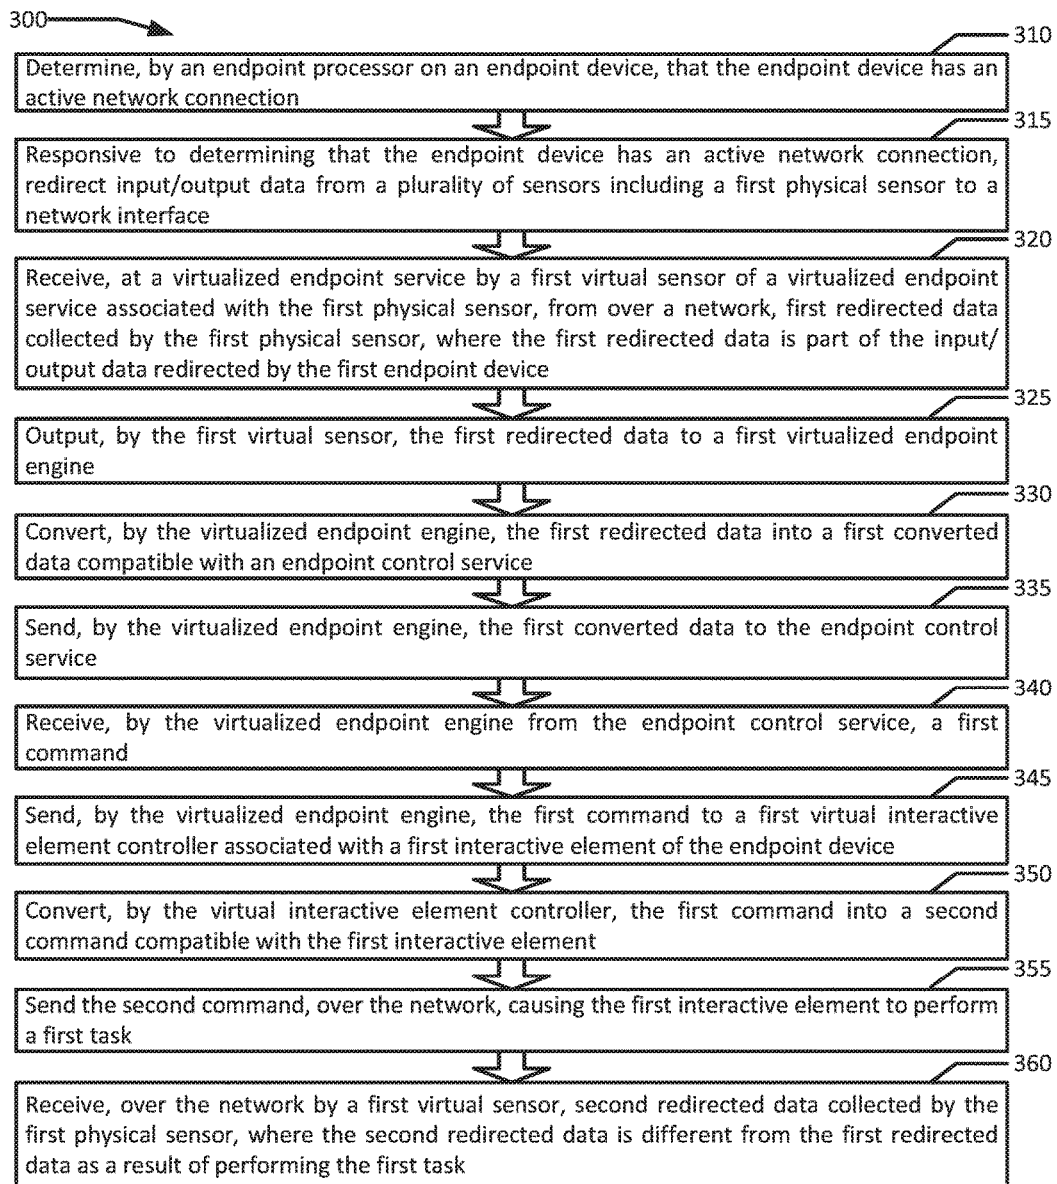 300
310
Determine, by an endpoint processor on an endpoint device, that the endpoint device has an
active network connection
315
Responsive to determining that the endpoint device has an active network connection,
redirect input/output data from a plurality of sensors including a first physical sensor to a
network interface
320
Receive, at a virtualized endpoint service by a first virtual sensor of a virtualized endpoint
service associated with the first physical sensor, from over a network, first redirected data
collected by the first physical sensor, where the first redirected data is part of the input/
output data redirected by the first endpoint device
325
Output, by the first virtual sensor, the first redirected data to a first virtualized endpoint
engine
330
Convert, by the virtualized endpoint engine, the first redirected data into a first converted
data compatible with an endpoint control service
335
Send, by the virtualized endpoint engine, the first converted data to the endpoint control
service
340
Receive, by the virtualized endpoint engine from the endpoint control service, a first
command
345
Send, by the virtualized endpoint engine, the first command to a first virtual interactive
element controller associated with a first interactive element of the endpoint device
350
Convert, by the virtual interactive element controller, the first command into a second
command compatible with the first interactive element
355
Send the second command, over the network, causing the first interactive element to perform
a first task
360
Receive, over the network by a first virtual sensor, second redirected data collected by the
first physical sensor, where the second redirected data is different from the first redirected
data as a result of performing the first task